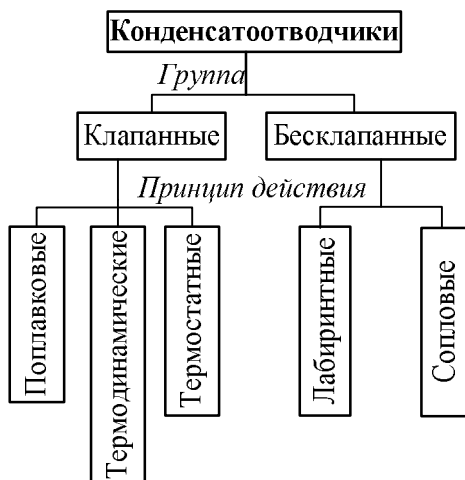 Конденсатоотводчики
Группа
Клапанные
Бесклапанные
Принцип действия
Поплавковые
Термодинамические
Термостатные
Лабиринтные
Сопловые